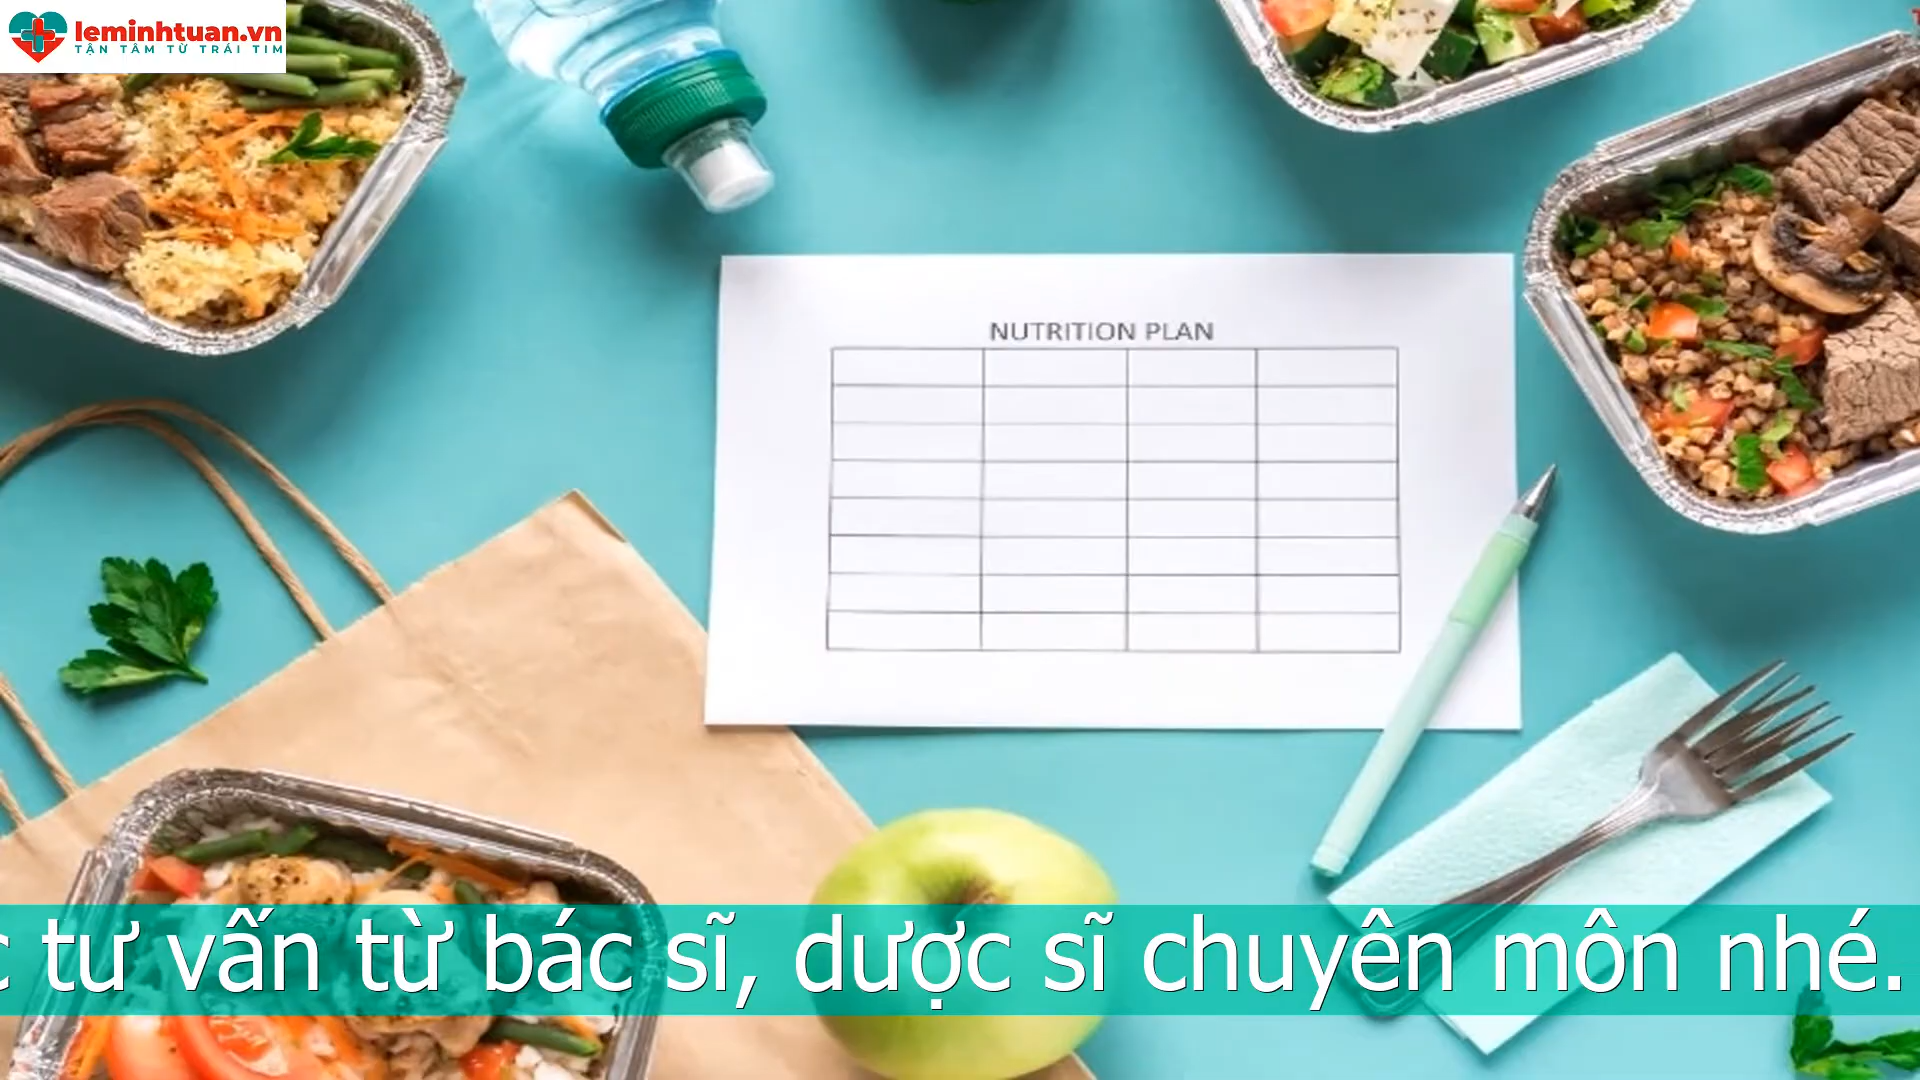 leminhtuan.vn
TẬN TÂM TỪ TRÁI TIM
NUTRITION PLAN
tư vấn từ bác sĩ, dược sĩ chuyên môn nhé.